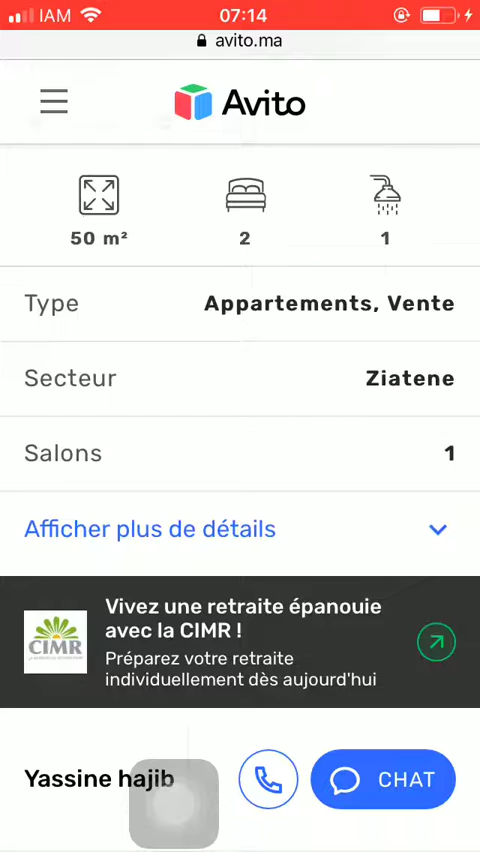 IAM 07:14
avito.ma
Avito
50 m² 2 1
Type Appartements, Vente
Secteur Ziatene
Salons 1
Afficher plus de détails
Vivez une retraite épanouie
avec la CIMR !
CIMR
Préparez votre retraite
individuellement dès aujourd'hui
Yassine hajib CHAT